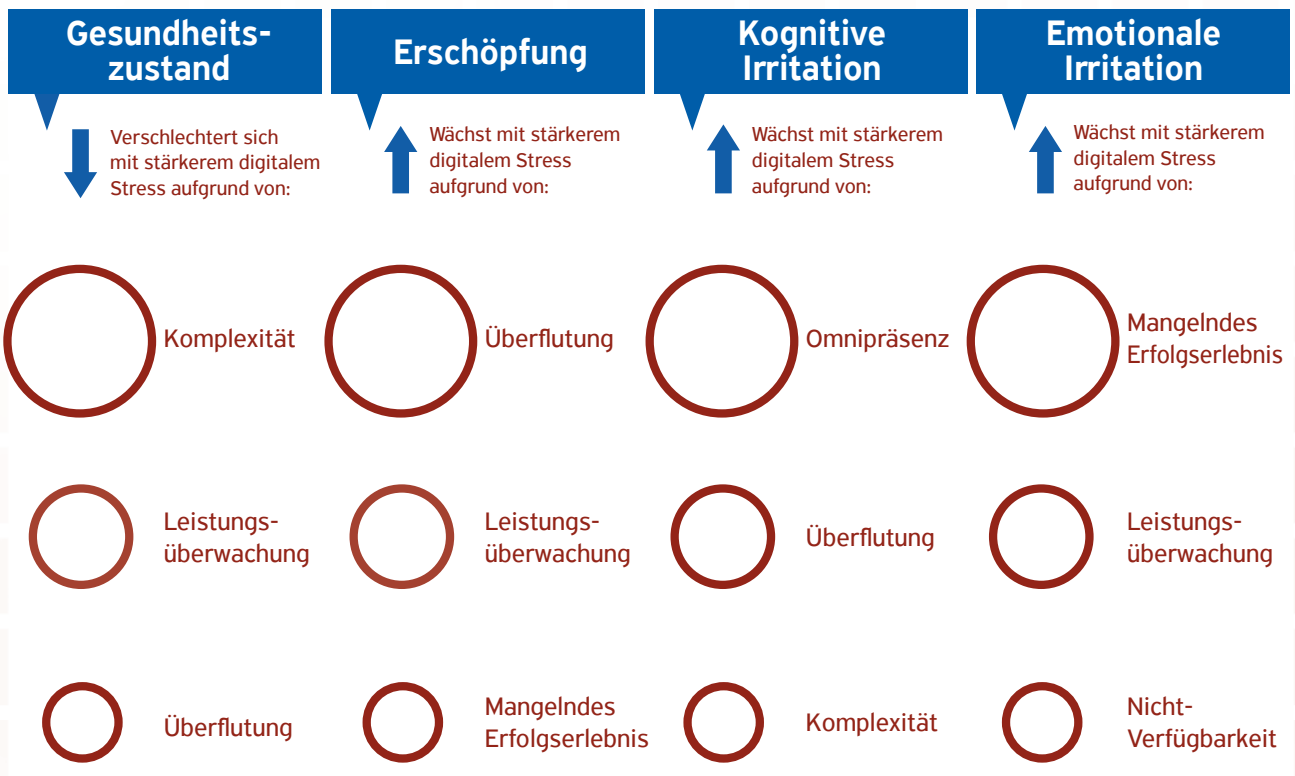 Gesundheits-
zustand
Erschöpfung
Kognitive
Irritation
Emotionale
Irritation
Verschlechtert sich
mit stärkerem digitalem
Stress aufgrund von:
Wächst mit stärkerem
digitalem Stress
aufgrund von:
Wächst mit stärkerem
digitalem Stress
aufgrund von:
Wächst mit stärkerem
digitalem Stress
aufgrund von:
Komplexität
Überflutung
Omnipräsenz
Mangelndes
Erfolgserlebnis
Leistungs-
überwachung
Leistungs-
überwachung
Überflutung
Leistungs-
überwachung
Überflutung
Mangelndes
Erfolgserlebnis
Komplexität
Nicht-
Verfügbarkeit